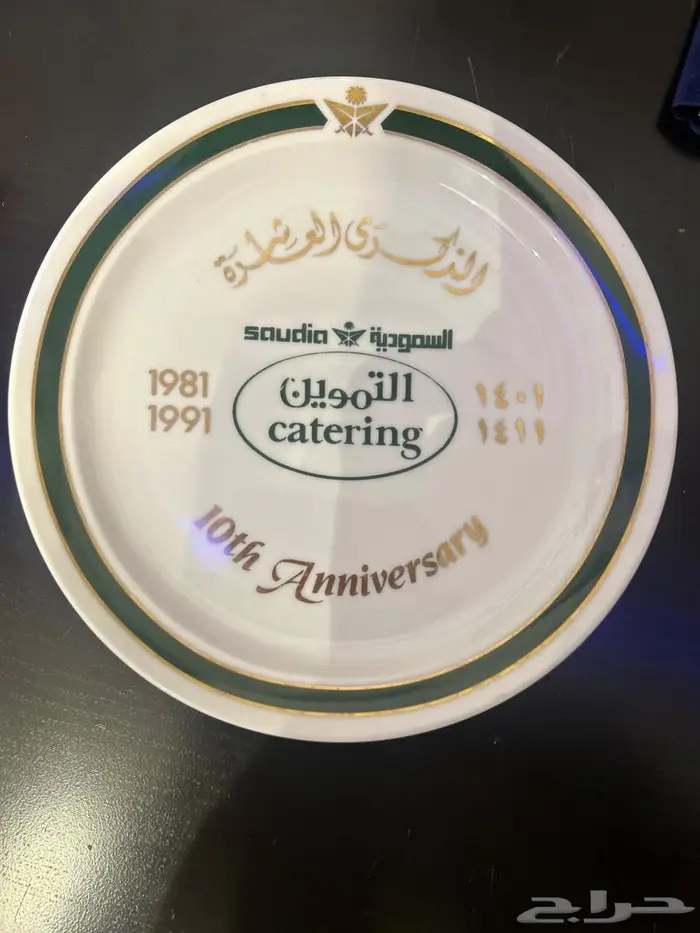 الذكرى العاشرة
saudia السعودية
1981 ١٤٠١
1991 ١٤١١
التموين
catering
10th Anniversary
حراج